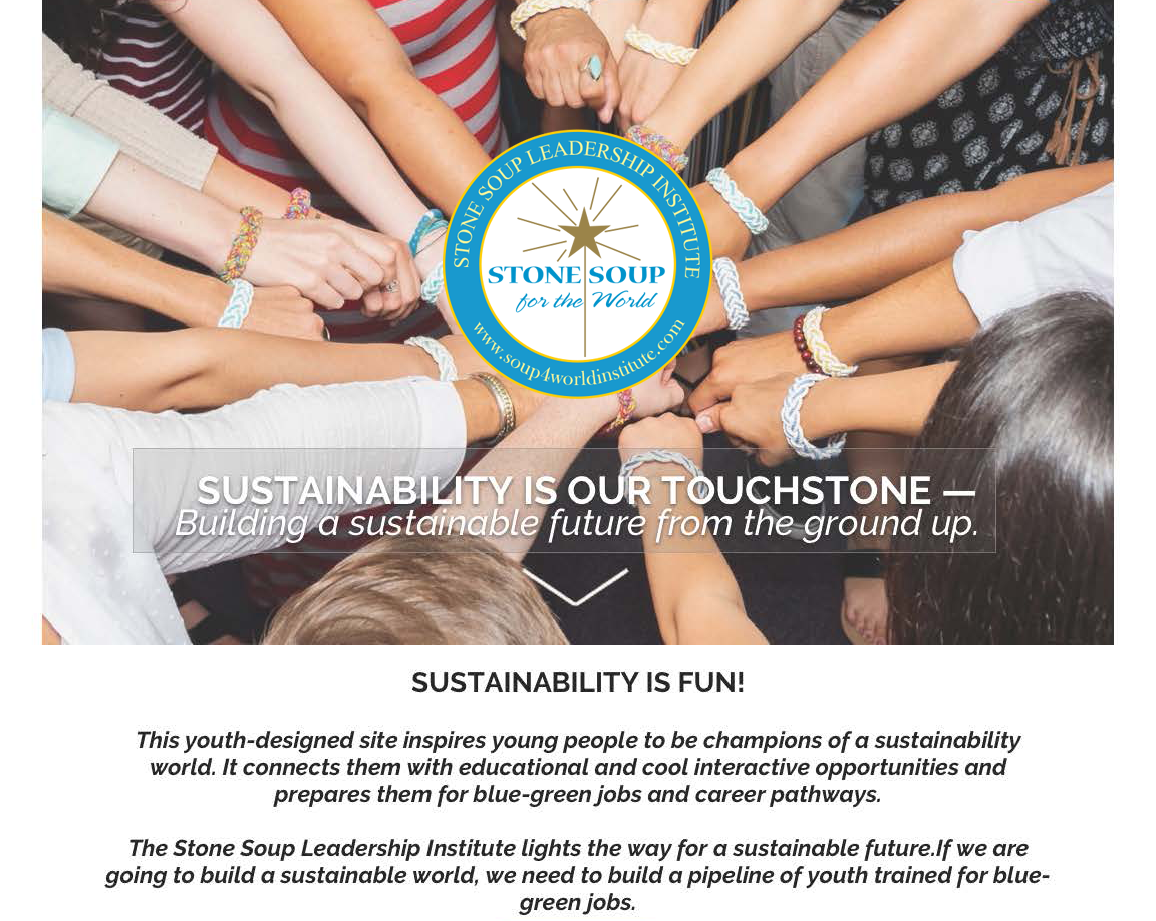 STONE SOUP LEADERSHIP INSTITUTE
STONE SOUP
for the World
www.soup4worldinstitute.com
SUSTAINABILITY IS OUR TOUCHSTONE —
Building a sustainable future from the ground up.
SUSTAINABILITY IS FUN!
This youth-designed site inspires young people to be champions of a sustainability
world. It connects them with educational and cool interactive opportunities and
prepares them for blue-green jobs and career pathways.
The Stone Soup Leadership Institute lights the way for a sustainable future.If we are
going to build a sustainable world, we need to build a pipeline of youth trained for blue-
green jobs.